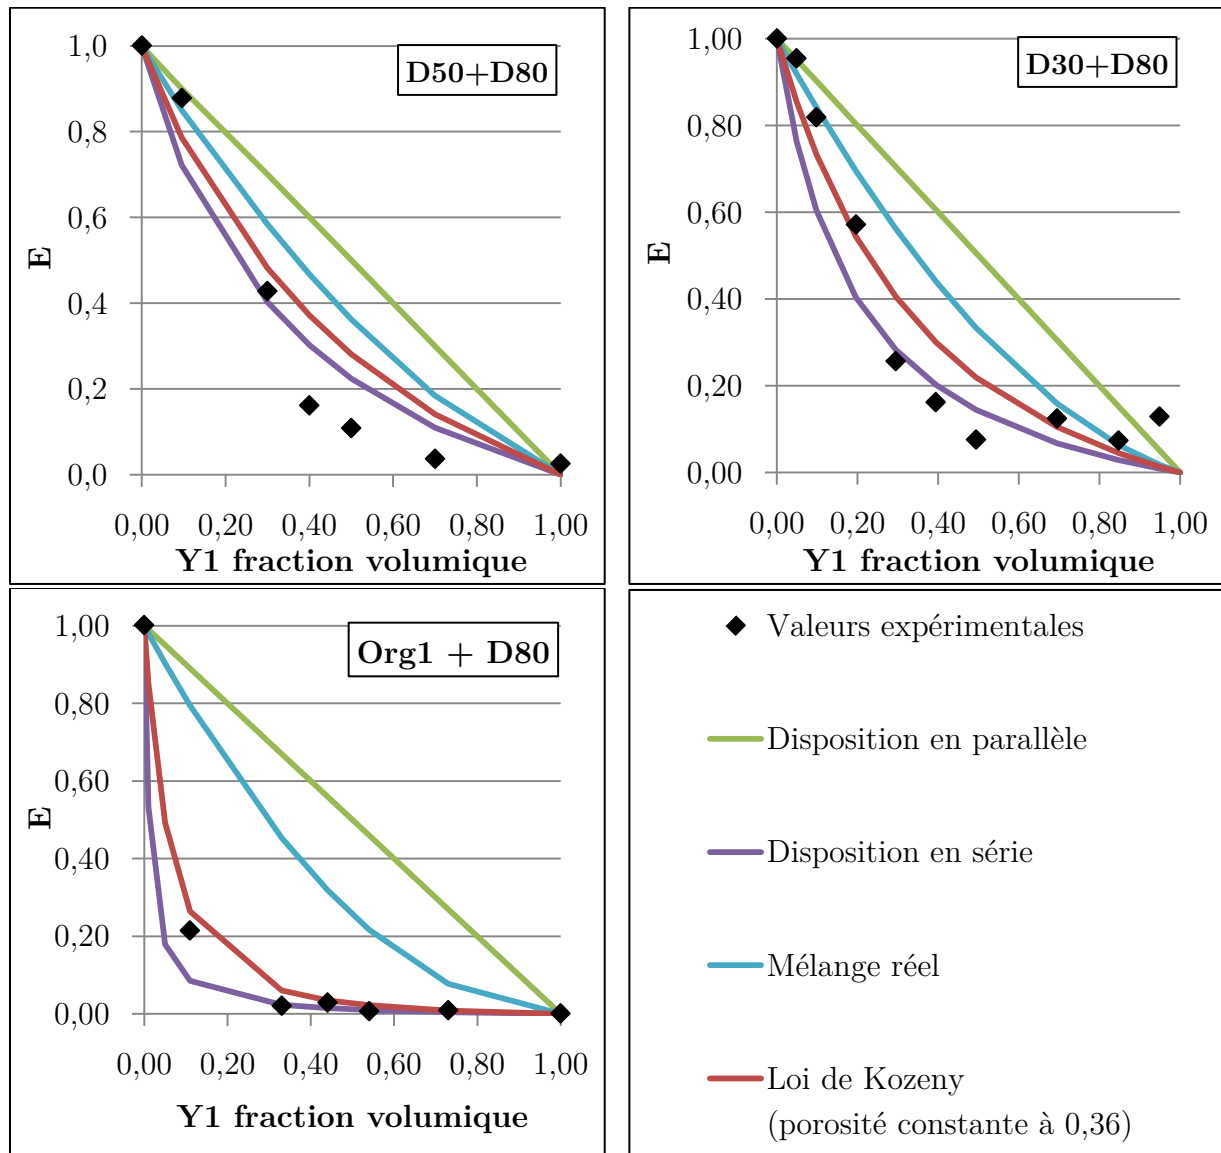 D50+D80
1,0
0,8
0,6
0,4
0,2
0,0
E
0,00 0,20 0,40 0,60 0,80 1,00
Y1 fraction volumique
D30+D80
1,00
0,80
0,60
0,40
0,20
0,00
E
0,00 0,20 0,40 0,60 0,80 1,00
Y1 fraction volumique
Org1 + D80
1,00
0,80
0,60
0,40
0,20
0,00
E
0,00 0,20 0,40 0,60 0,80 1,00
Y1 fraction volumique
Valeurs expérimentales
Disposition en parallèle
Disposition en série
Mélange réel
Loi de Kozeny
(porosité constante à 0,36)